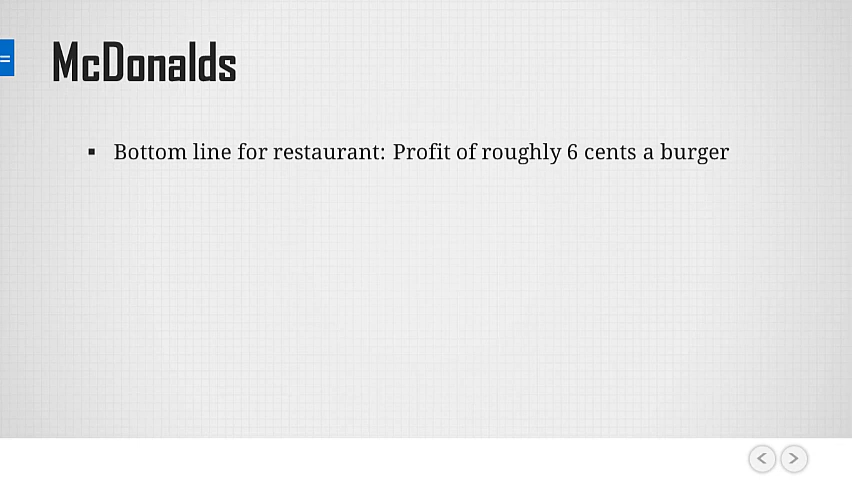 McDonalds
▪ Bottom line for restaurant: Profit of roughly 6 cents a burger